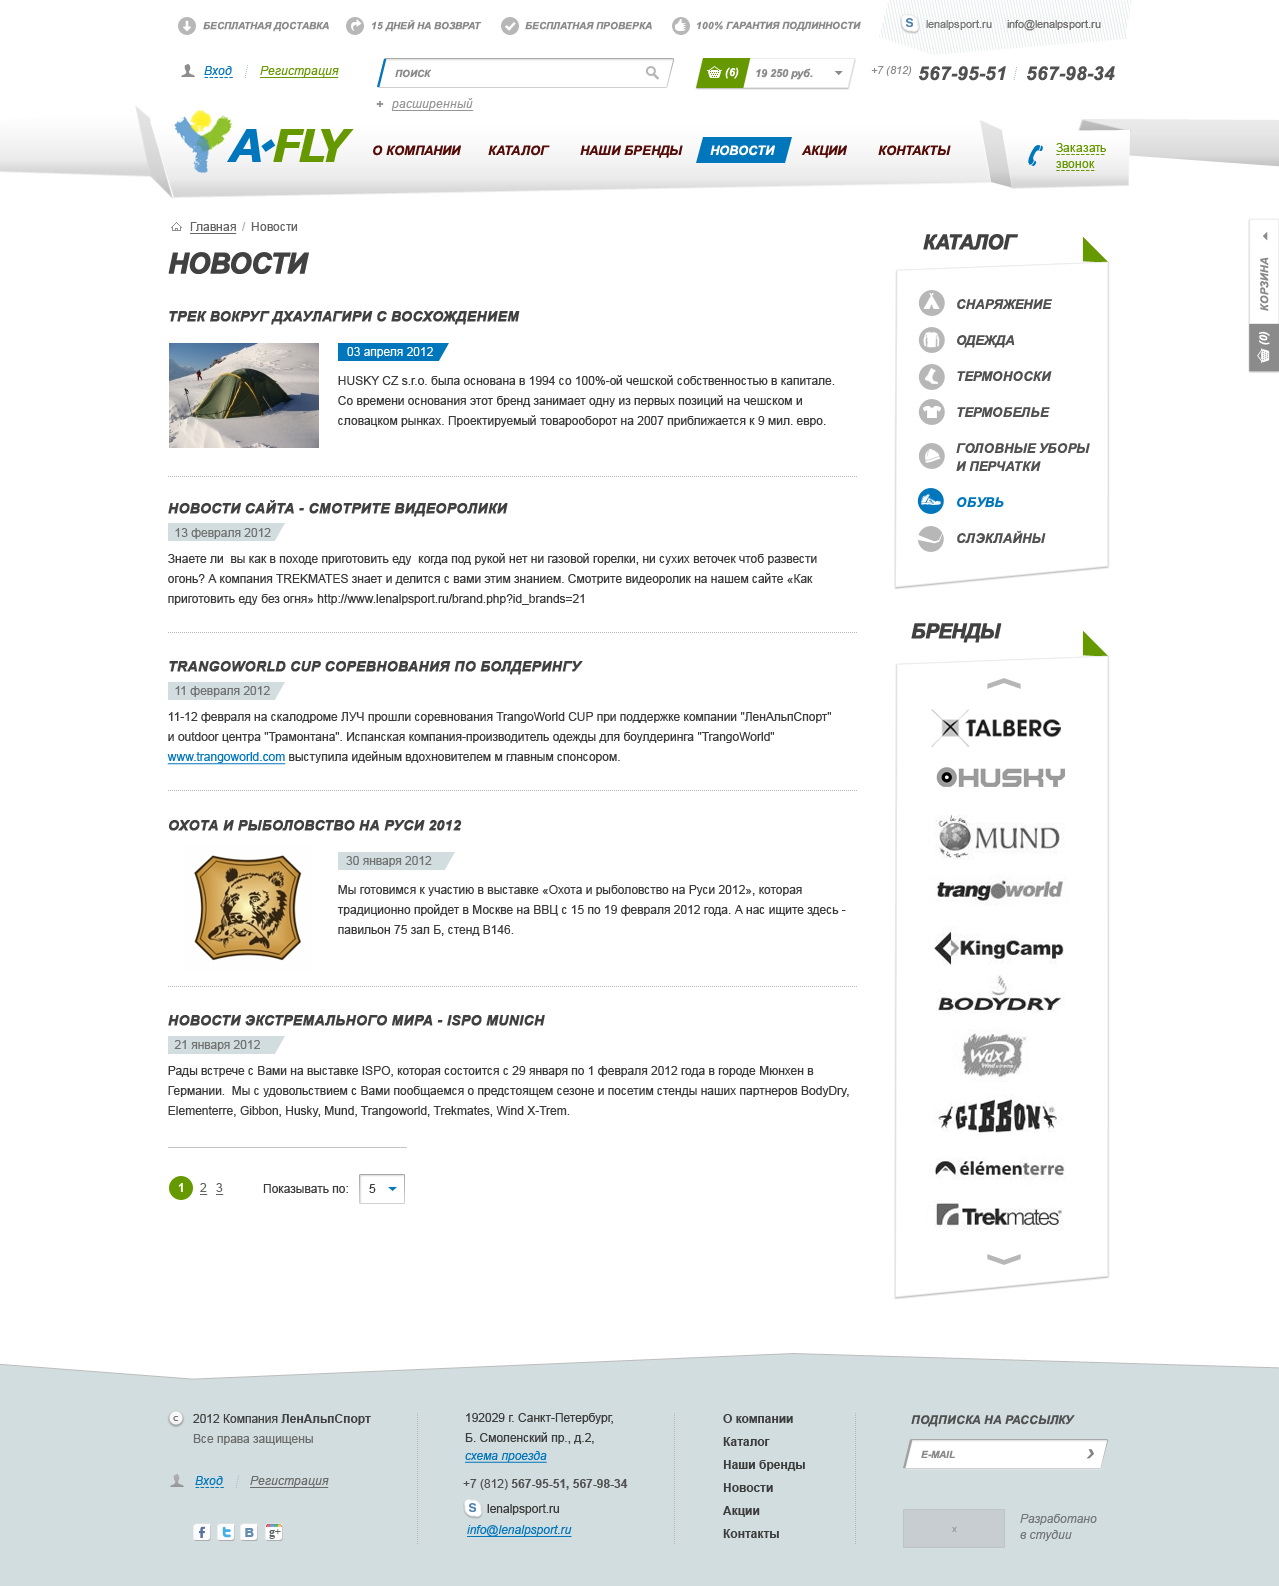 БЕСПЛАТНАЯ ДОСТАВКА
15 ДНЕЙ НА ВОЗВРАТ
БЕСПЛАТНАЯ ПРОВЕРКА
100% ГАРАНТИЯ ПОДЛИННОСТИ
lenalpsport.ru
info@lenalpsport.ru
Вход
Регистрация
ПОИСК
(6)
19 250 руб.
+7 (812) 567-95-51 567-98-34
+ расширенный
A-FLY
О КОМПАНИИ
КАТАЛОГ
НАШИ БРЕНДЫ
НОВОСТИ
АКЦИИ
КОНТАКТЫ
Заказать
звонок
Главная / Новости
НОВОСТИ
ТРЕК ВОКРУГ ДХАУЛАГИРИ С ВОСХОЖДЕНИЕМ
03 апреля 2012
HUSKY CZ s.r.o. была основана в 1994 со 100%-ой чешской собственностью в капитале.
Со времени основания этот бренд занимает одну из первых позиций на чешском и
словацком рынках. Проектируемый товарооборот на 2007 приближается к 9 мил. евро.
НОВОСТИ САЙТА - СМОТРИТЕ ВИДЕОРОЛИКИ
13 февраля 2012
Знаете ли  вы как в походе приготовить еду  когда под рукой нет ни газовой горелки, ни сухих веточек чтоб развести
огонь? А компания TREKMATES знает и делится с вами этим знанием. Смотрите видеоролик на нашем сайте «Как
приготовить еду без огня» http://www.lenalpsport.ru/brand.php?id_brands=21
TRANGOWORLD CUP СОРЕВНОВАНИЯ ПО БОЛДЕРИНГУ
11 февраля 2012
11-12 февраля на скалодроме ЛУЧ прошли соревнования TrangoWorld CUP при поддержке компании "ЛенАльпСпорт"
и outdoor центра "Трамонтана". Испанская компания-производитель одежды для боулдеринга "TrangoWorld"
www.trangoworld.com выступила идейным вдохновителем м главным спонсором.
ОХОТА И РЫБОЛОВСТВО НА РУСИ 2012
30 января 2012
Мы готовимся к участию в выставке «Охота и рыболовство на Руси 2012», которая
традиционно пройдет в Москве на ВВЦ с 15 по 19 февраля 2012 года. А нас ищите здесь -
павильон 75 зал Б, стенд B146.
НОВОСТИ ЭКСТРЕМАЛЬНОГО МИРА - ISPO MUNICH
21 января 2012
Рады встрече с Вами на выставке ISPO, которая состоится с 29 января по 1 февраля 2012 года в городе Мюнхен в
Германии.  Мы с удовольствием с Вами пообщаемся о предстоящем сезоне и посетим стенды наших партнеров BodyDry,
Elementerre, Gibbon, Husky, Mund, Trangoworld, Trekmates, Wind X-Trem.
1 2 3
Показывать по: 5
КАТАЛОГ
СНАРЯЖЕНИЕ
ОДЕЖДА
ТЕРМОНОСКИ
ТЕРМОБЕЛЬЕ
ГОЛОВНЫЕ УБОРЫ
И ПЕРЧАТКИ
ОБУВЬ
СЛЭКЛАЙНЫ
КОРЗИНА
(0)
БРЕНДЫ
TALBERG
HUSKY
MUND
trangoworld
KingCamp
BODYDRY
Wdx
GIBBON
élémenterre
Trekmates
c 2012 Компания ЛенАльпСпорт
Все права защищены
Вход
Регистрация
f t B g+
192029 г. Санкт-Петербург,
Б. Смоленский пр., д.2,
схема проезда
+7 (812) 567-95-51, 567-98-34
lenalpsport.ru
info@lenalpsport.ru
О компании
Каталог
Наши бренды
Новости
Акции
Контакты
ПОДПИСКА НА РАССЫЛКУ
E-MAIL
x
Разработано
в студии